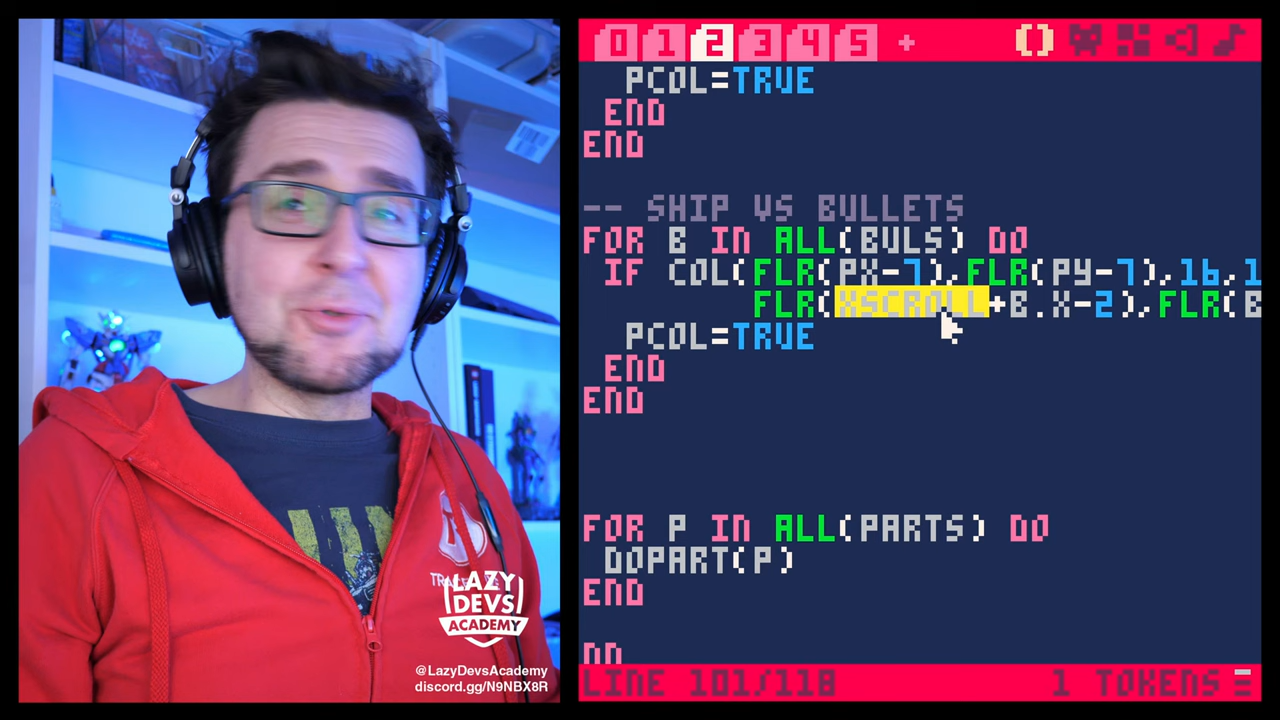 0 1 2 3 4 5 +
PCOL=TRUE
END
END
-- SHIP VS BULLETS
FOR B IN ALL(BULS) DO
IF COL(FLR(PX-7),FLR(PY-7),16,1
FLR(XSCROLL+B.X-2),FLR(B
PCOL=TRUE
END
END
FOR P IN ALL(PARTS) DO
DOPART(P)
END
LINE 101/118 1 TOKENS
LAZY
DEVS
ACADEMY
@LazyDevsAcademy
discord.gg/N9NBX8R